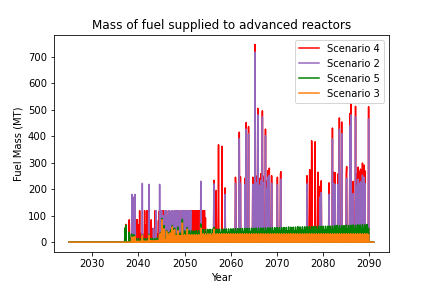 Mass of fuel supplied to advanced reactors
Fuel Mass (MT)
700
600
500
400
300
200
100
0
Scenario 4
Scenario 2
Scenario 5
Scenario 3
2030 2040 2050 2060 2070 2080 2090
Year